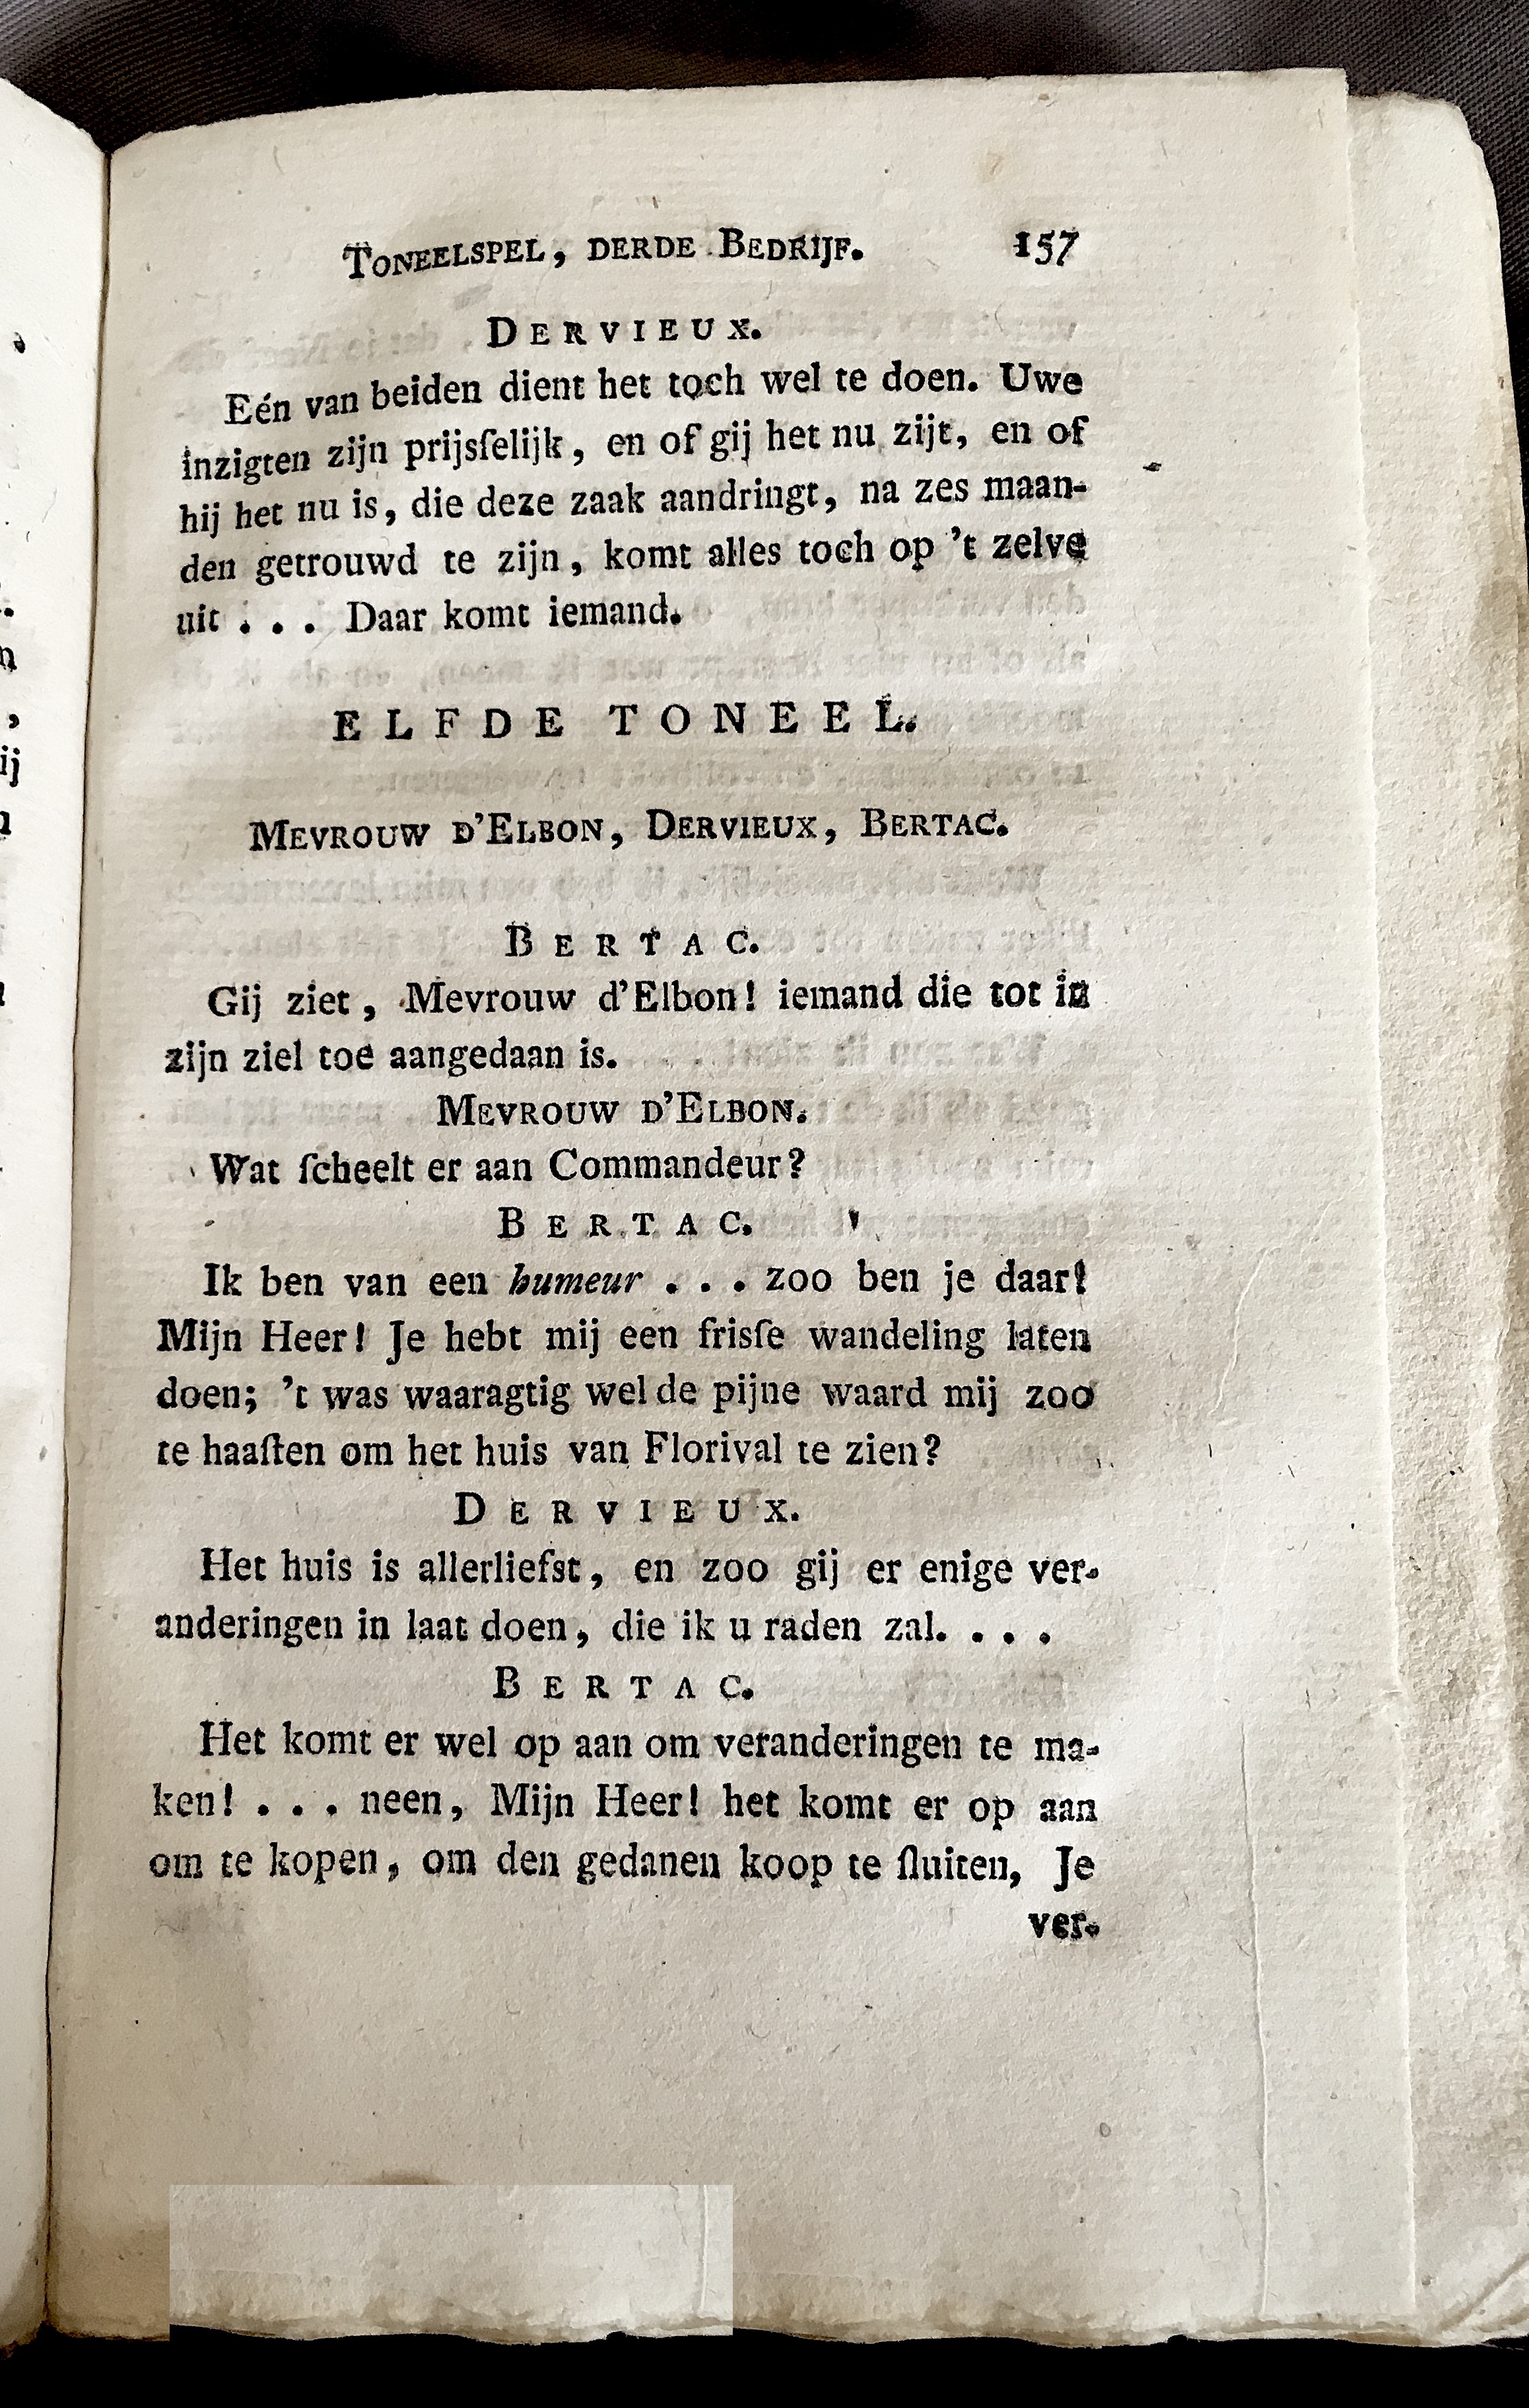 Toneelspel, derde Bedrijf. 157
Dervieux.
Eén van beiden dient het toch wel te doen. Uwe
inzigten zijn prijsſelijk, en of gij het nu zijt, en of
hij het nu is, die deze zaak aandringt, na zes maan-
den getrouwd te zijn, komt alles toch op 't zelve
uit . . . Daar komt iemand.
ELFDE TONEEL.
Mevrouw d'Elbon, Dervieux, Bertac.
Bertac.
Gij ziet, Mevrouw d'Elbon! iemand die tot in
zijn ziel toe aangedaan is.
Mevrouw d'Elbon.
Wat ſcheelt er aan Commandeur?
Bertac.
Ik ben van een humeur . . . zoo ben je daar!
Mijn Heer! Je hebt mij een frisſe wandeling laten
doen; 't was waaragtig wel de pijne waard mij zoo
te haaſten om het huis van Florival te zien?
Dervieux.
Het huis is allerliefst, en zoo gij er enige ver-
anderingen in laat doen, die ik u raden zal. . . .
Bertac.
Het komt er wel op aan om veranderingen te ma-
ken! . . . neen, Mijn Heer! het komt er op aan
om te kopen, om den gedanen koop te ſluiten, Je
ver-